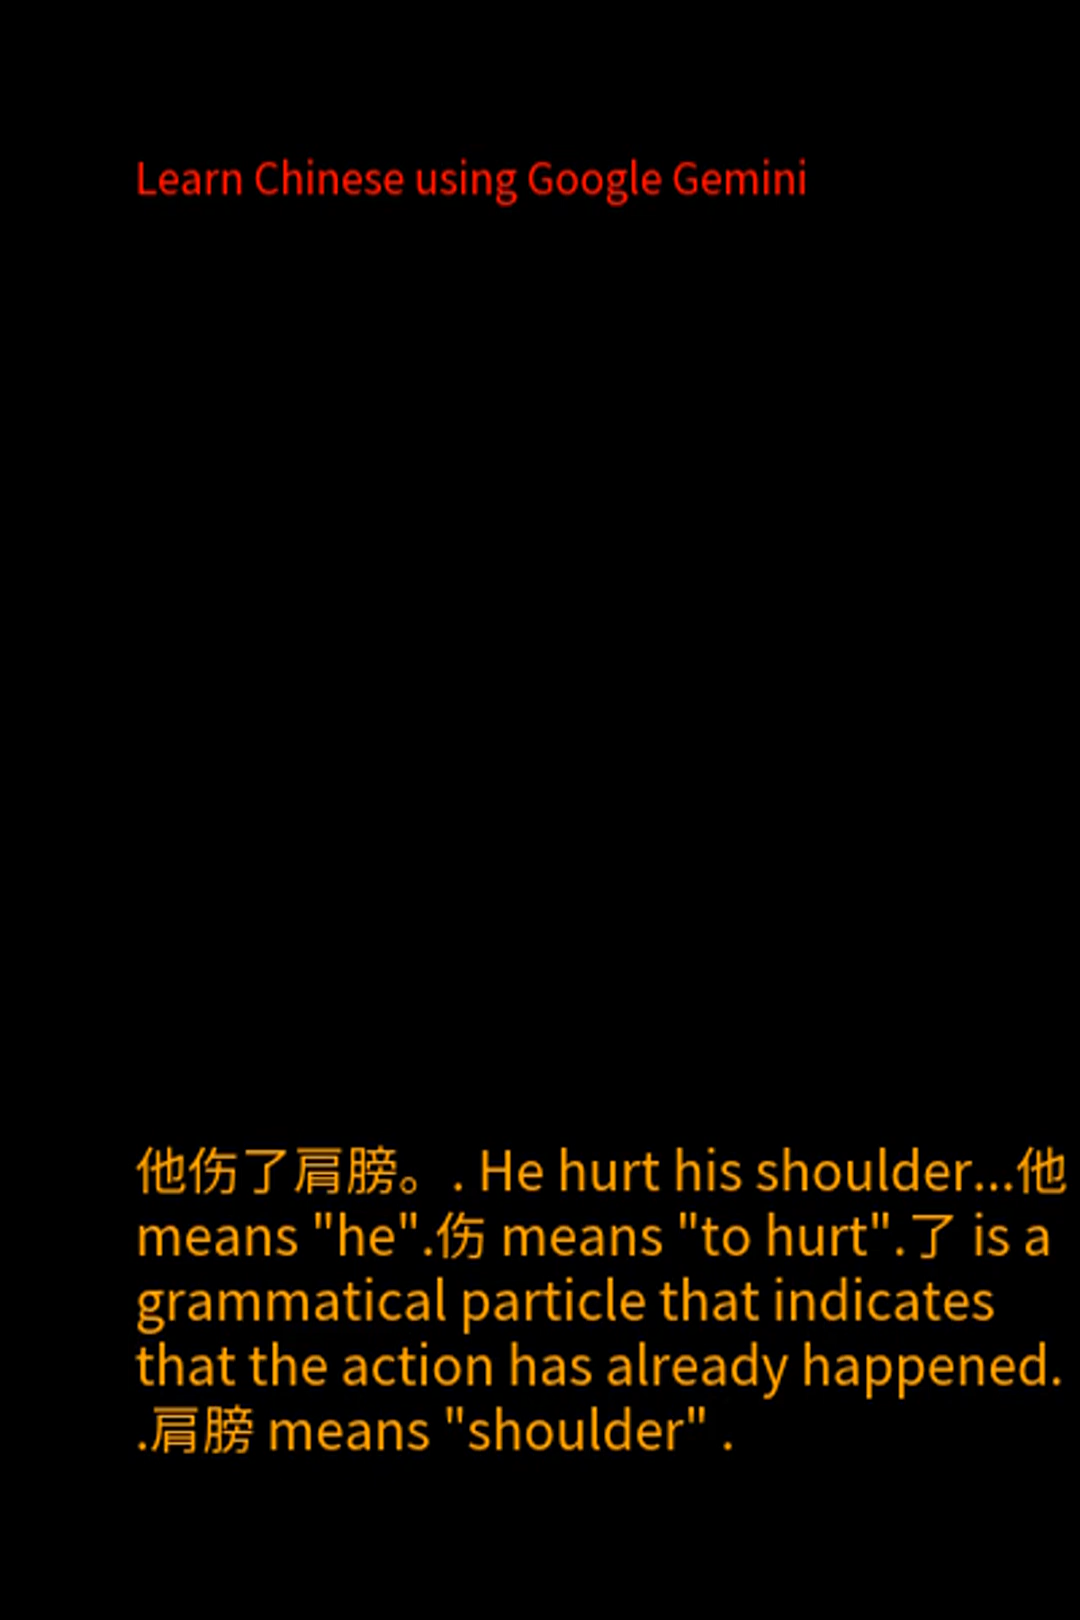 Learn Chinese using Google Gemini
他伤了肩膀。. He hurt his shoulder...他
means "he".伤 means "to hurt".了 is a
grammatical particle that indicates
that the action has already happened.
.肩膀 means "shoulder" .